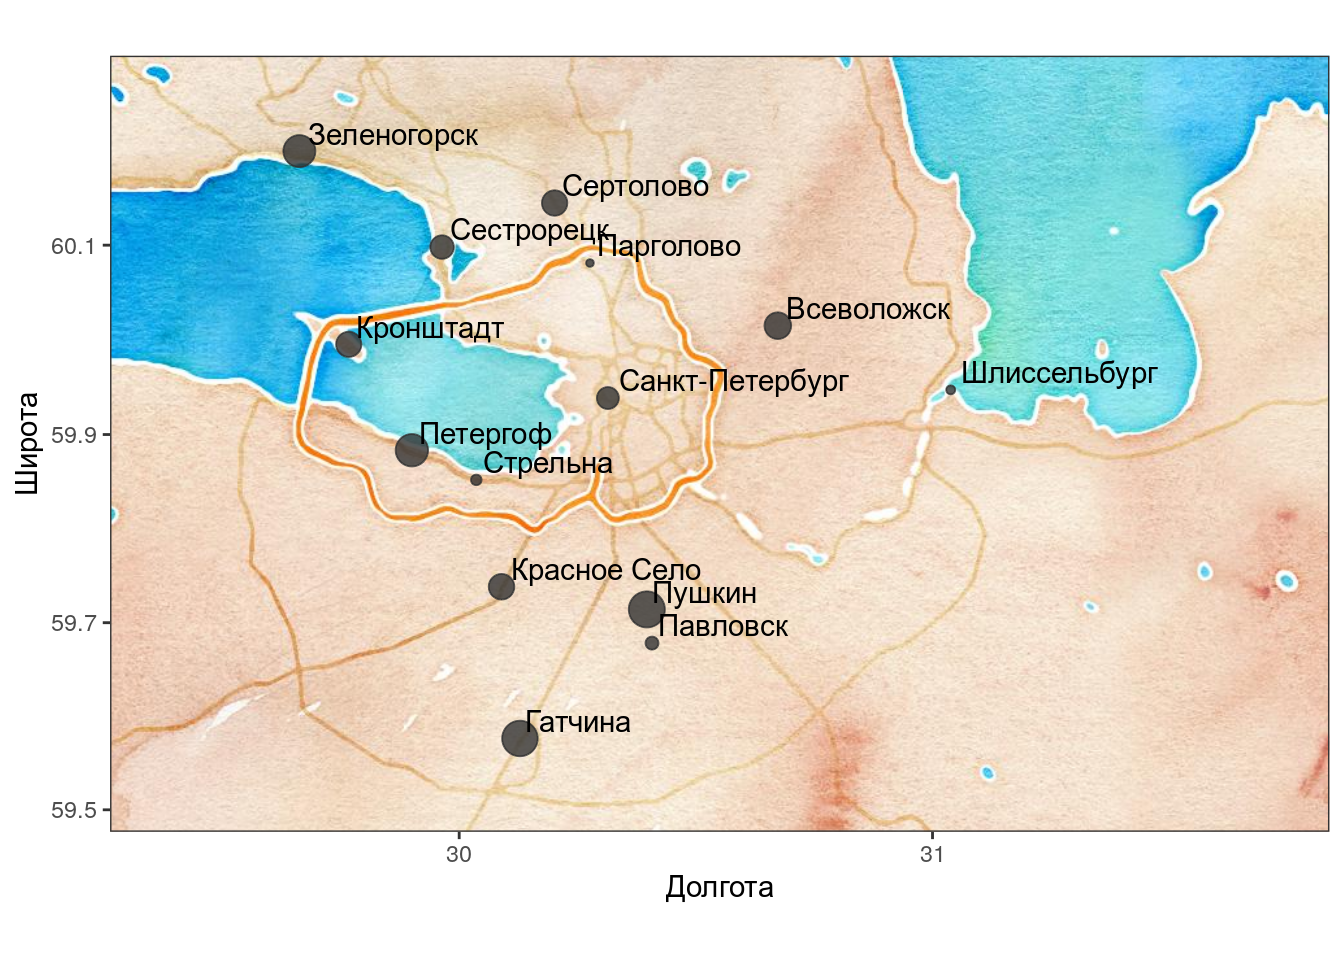 Зеленогорск
Сертолово
Сестрорецк
Парголово
60.1
Всеволожск
Кронштадт
Шлиссельбург
Санкт-Петербург
59.9
Петергоф
Стрельна
Широта
Красное Село
Пушкин
59.7
Павловск
Гатчина
59.5
30
31
Долгота